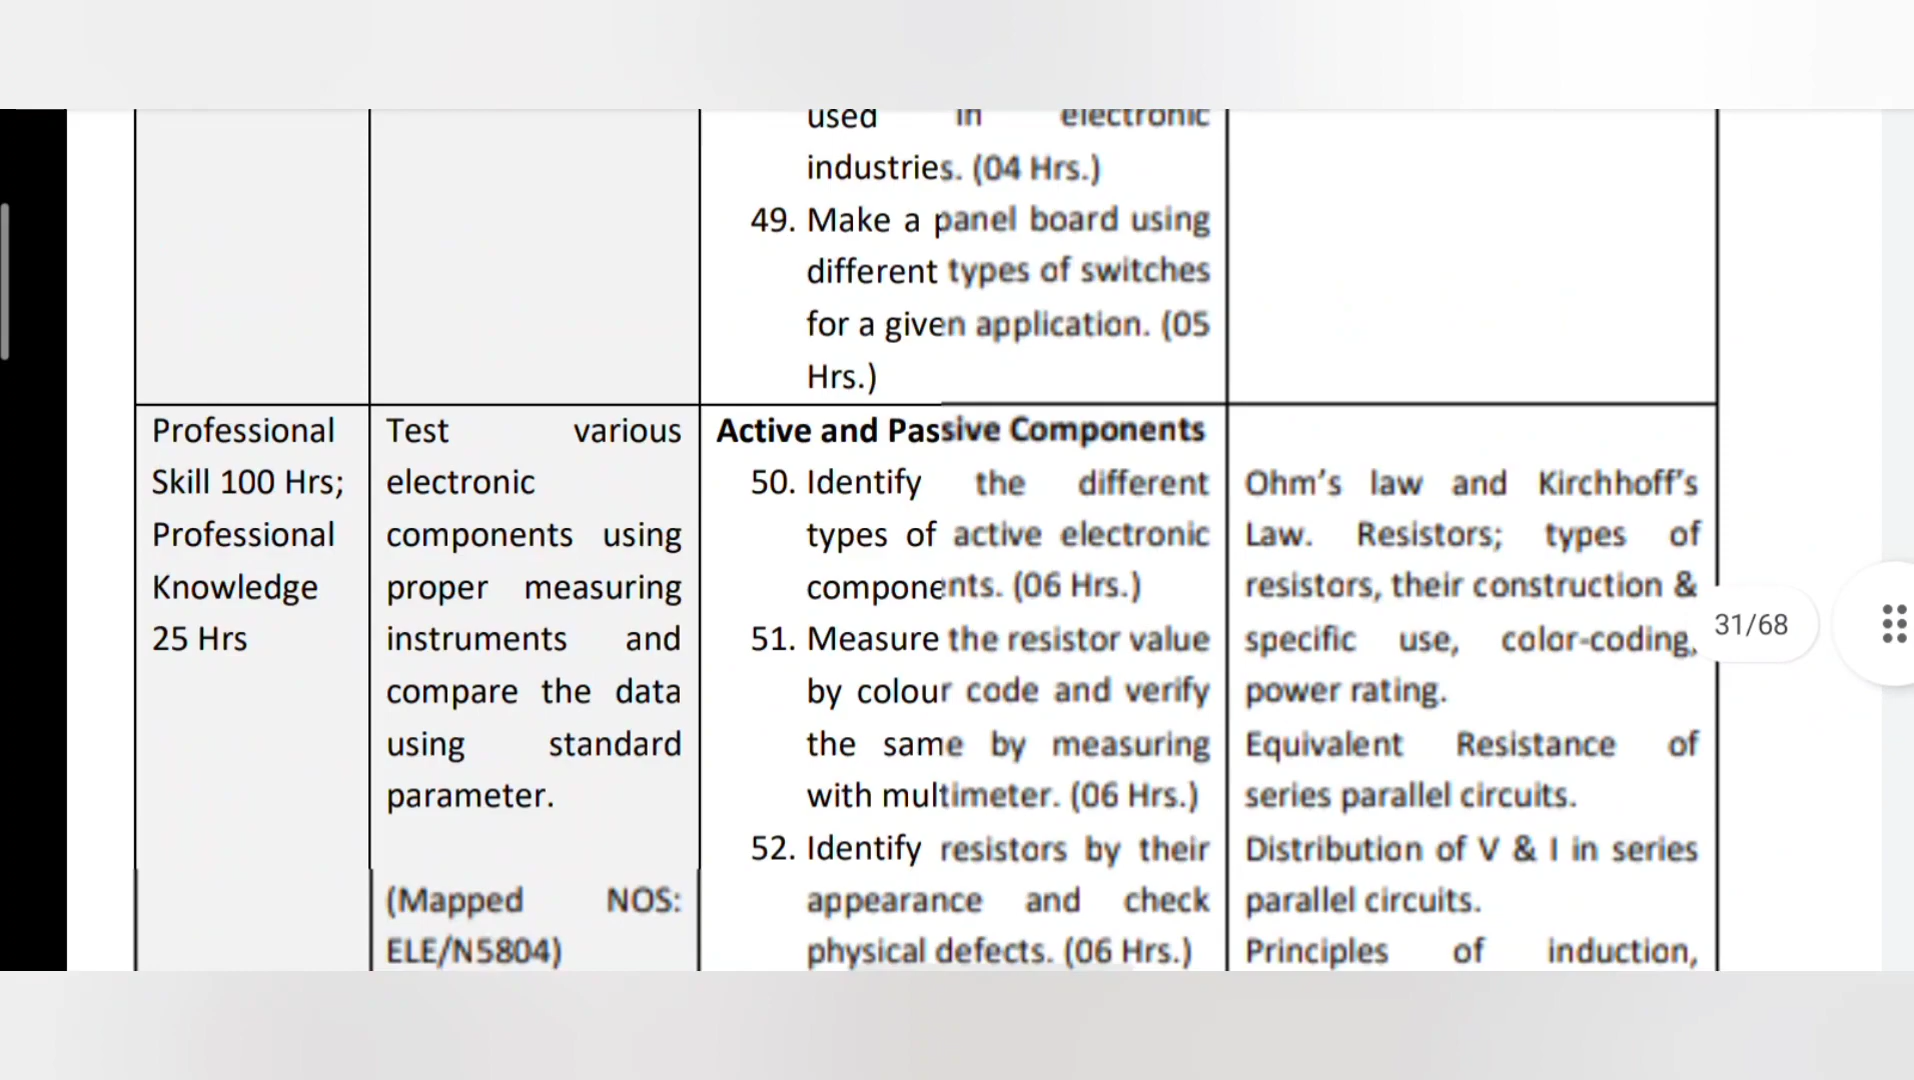 used in electronic
industries. (04 Hrs.)
49. Make a panel board using
different types of switches
for a given application. (05
Hrs.)
Professional
Skill 100 Hrs;
Professional
Knowledge
25 Hrs
Test various
electronic
components using
proper measuring
instruments and
compare the data
using standard
parameter.
(Mapped NOS:
ELE/N5804)
Active and Passive Components
50. Identify the different
types of active electronic
components. (06 Hrs.)
51. Measure the resistor value
by colour code and verify
the same by measuring
with multimeter. (06 Hrs.)
52. Identify resistors by their
appearance and check
physical defects. (06 Hrs.)
Ohm's law and Kirchhoff's
Law. Resistors; types of
resistors, their construction &
specific use, color-coding,
power rating.
Equivalent Resistance of
series parallel circuits.
Distribution of V & I in series
parallel circuits.
Principles of induction,
31/68